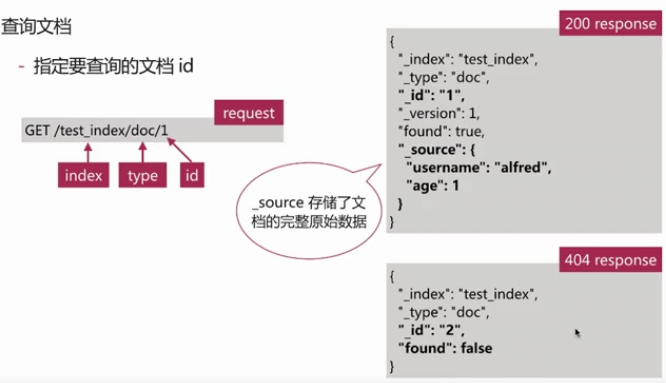 查询文档
- 指定要查询的文档 id
request
GET /test_index/doc/1
index
type
id
_source 存储了文
档的完整原始数据
200 response
{
"_index": "test_index",
"_type": "doc",
"_id": "1",
"_version": 1,
"found": true,
"_source": {
"username": "alfred",
"age": 1
}
}
404 response
{
"_index": "test_index",
"_type": "doc",
"_id": "2",
"found": false
}